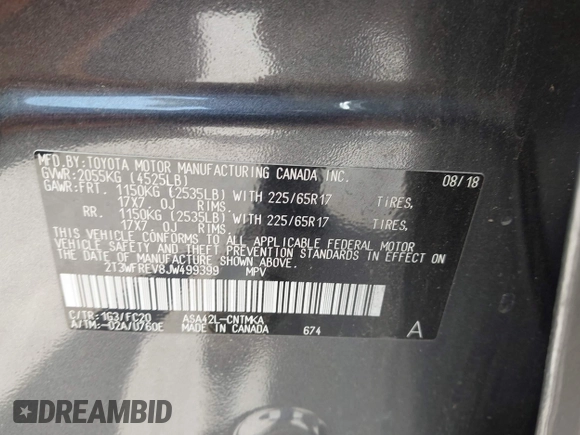 MFD.BY:TOYOTA MOTOR MANUFACTURING CANADA INC.
GVWR:2055KG (4525LB) 08/18
GAWR:FRT. 1150KG (2535LB) WITH 225/65R17 TIRES,
17X7.0J RIMS
RR. 1150KG (2535LB) WITH 225/65R17 TIRES,
17X7.0J RIMS
THIS VEHICLE CONFORMS TO ALL APPLICABLE FEDERAL MOTOR
VEHICLE SAFETY AND THEFT PREVENTION STANDARDS IN EFFECT ON
THE DATE OF MANUFACTURE SHOWN ABOVE.
2T3WFREV8JW499399 MPV
C/TR:1G3/FC20 ASA42L-CNTMKA
A/TM:-02A/U760E MADE IN CANADA 674 A
DREAMBID